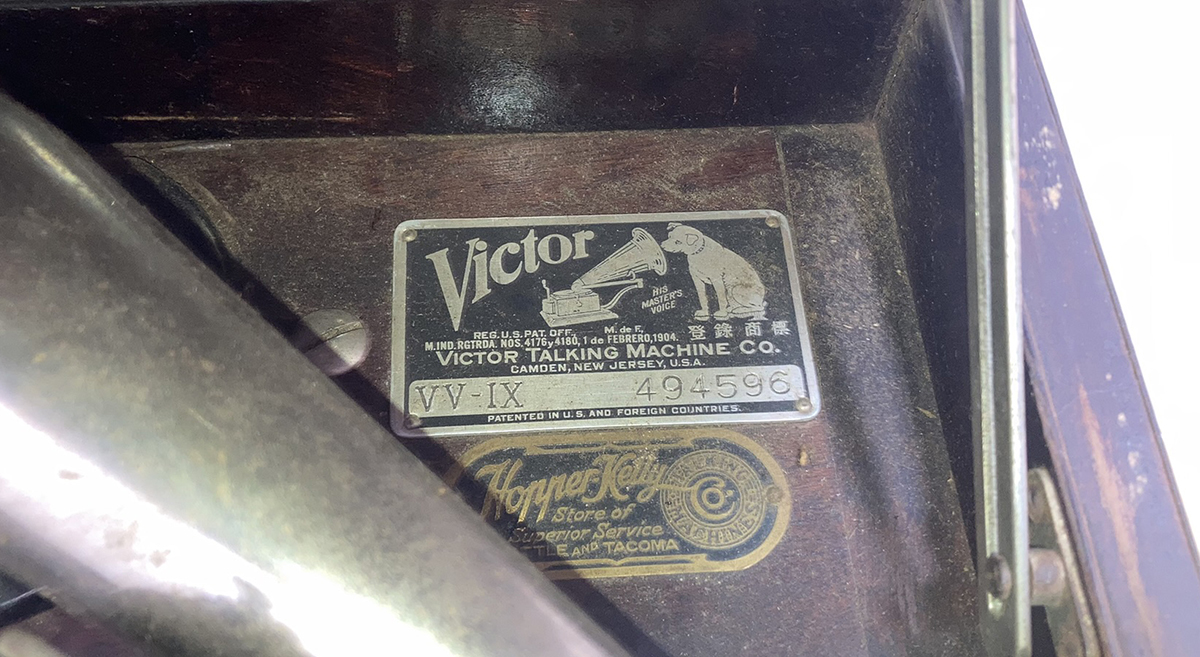 Victor
HIS
MASTER'S
VOICE
REG. U.S. PAT. OFF. M. de F.
M. IND. RGTRDA. NOS. 4176 y 4180, 1 de FEBRERO, 1904. 登錄商標
VICTOR TALKING MACHINE CO.
CAMDEN, NEW JERSEY, U.S.A.
VV-IX 494596
PATENTED IN U.S. AND FOREIGN COUNTRIES.
Hopper-Kelly
Co.
TALKING MACHINES
Store of
Superior Service
TTLE AND TACOMA